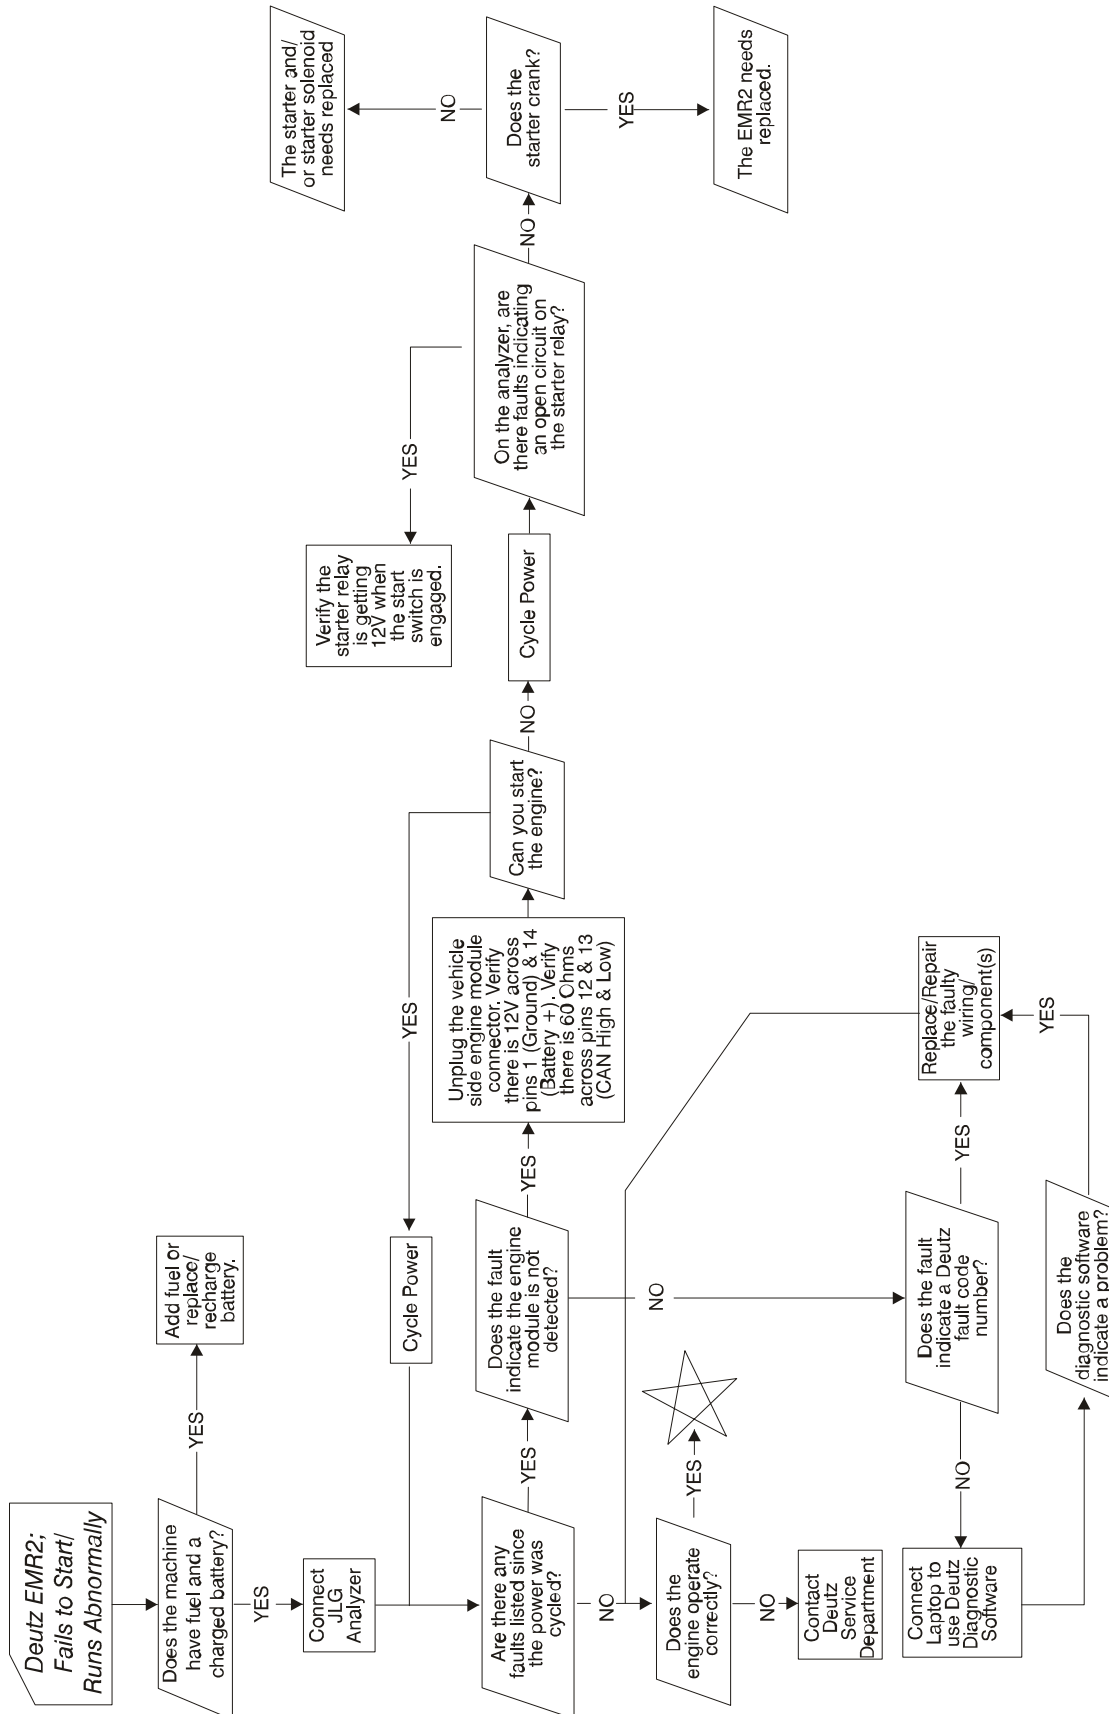 Deutz EMR2;
Fails to Start/
Runs Abnormally
Does the machine
have fuel and a
charged battery?
YES
Add fuel or
replace/
recharge
battery.
YES
Connect
JLG
Analyzer
Are there any
faults listed since
the power was
cycled?
YES
Does the fault
indicate the engine
module is not
detected?
YES
Unplug the vehicle
side engine module
connector. Verify
there is 12V across
pins 1 (Ground) & 14
(Battery +). Verify
there is 60 Ohms
across pins 12 & 13
(CAN High & Low)
Can you start
the engine?
YES
Cycle Power
NO
Cycle Power
On the analyzer, are
there faults indicating
an open circuit on
the starter relay?
YES
Verify the
starter relay
is getting
12V when
the start
switch is
engaged.
NO
Does the
starter crank?
NO
The starter and/
or starter solenoid
needs replaced
YES
The EMR2 needs
replaced.
NO
Does the
engine operate
correctly?
YES
NO
Contact
Deutz
Service
Department
NO
Does the fault
indicate a Deutz
fault code
number?
YES
Replace/Repair
the faulty
wiring/
component(s)
NO
Connect
Laptop to
use Deutz
Diagnostic
Software
Does the
diagnostic software
indicate a problem?
YES